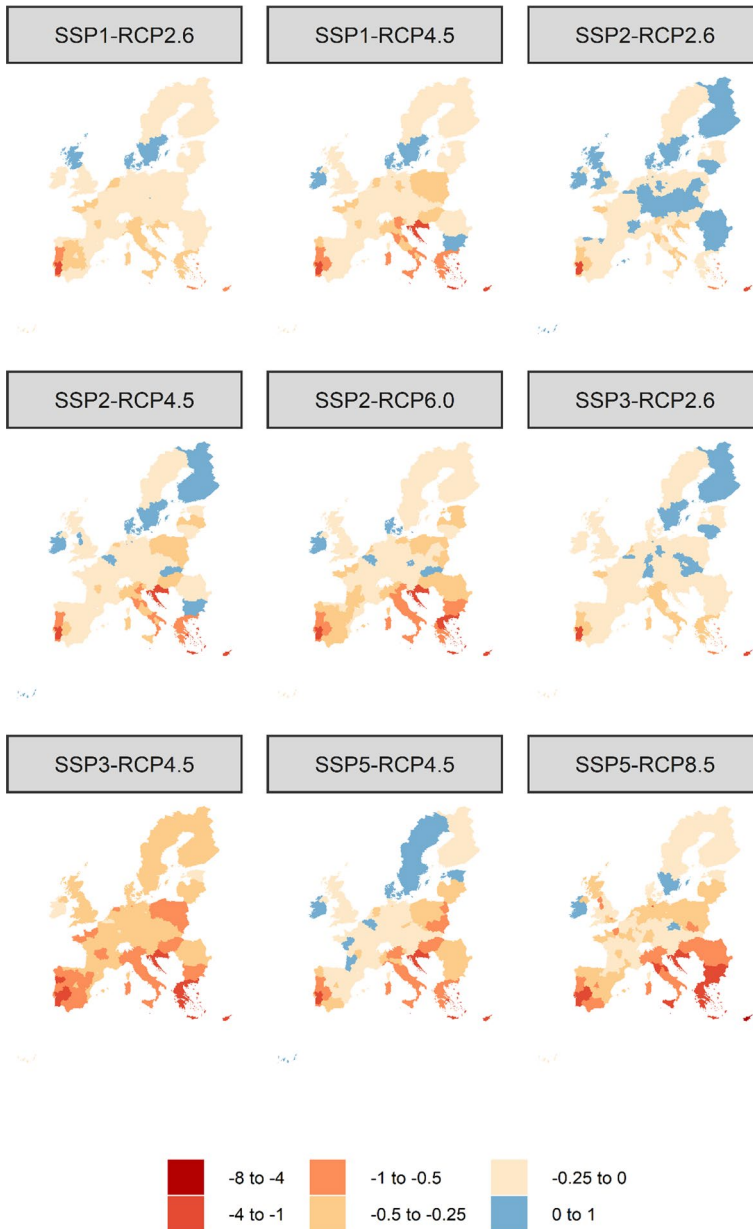 SSP1-RCP2.6 SSP1-RCP4.5 SSP2-RCP2.6
SSP2-RCP4.5 SSP2-RCP6.0 SSP3-RCP2.6
SSP3-RCP4.5 SSP5-RCP4.5 SSP5-RCP8.5
-8 to -4 -1 to -0.5 -0.25 to 0
-4 to -1 -0.5 to -0.25 0 to 1